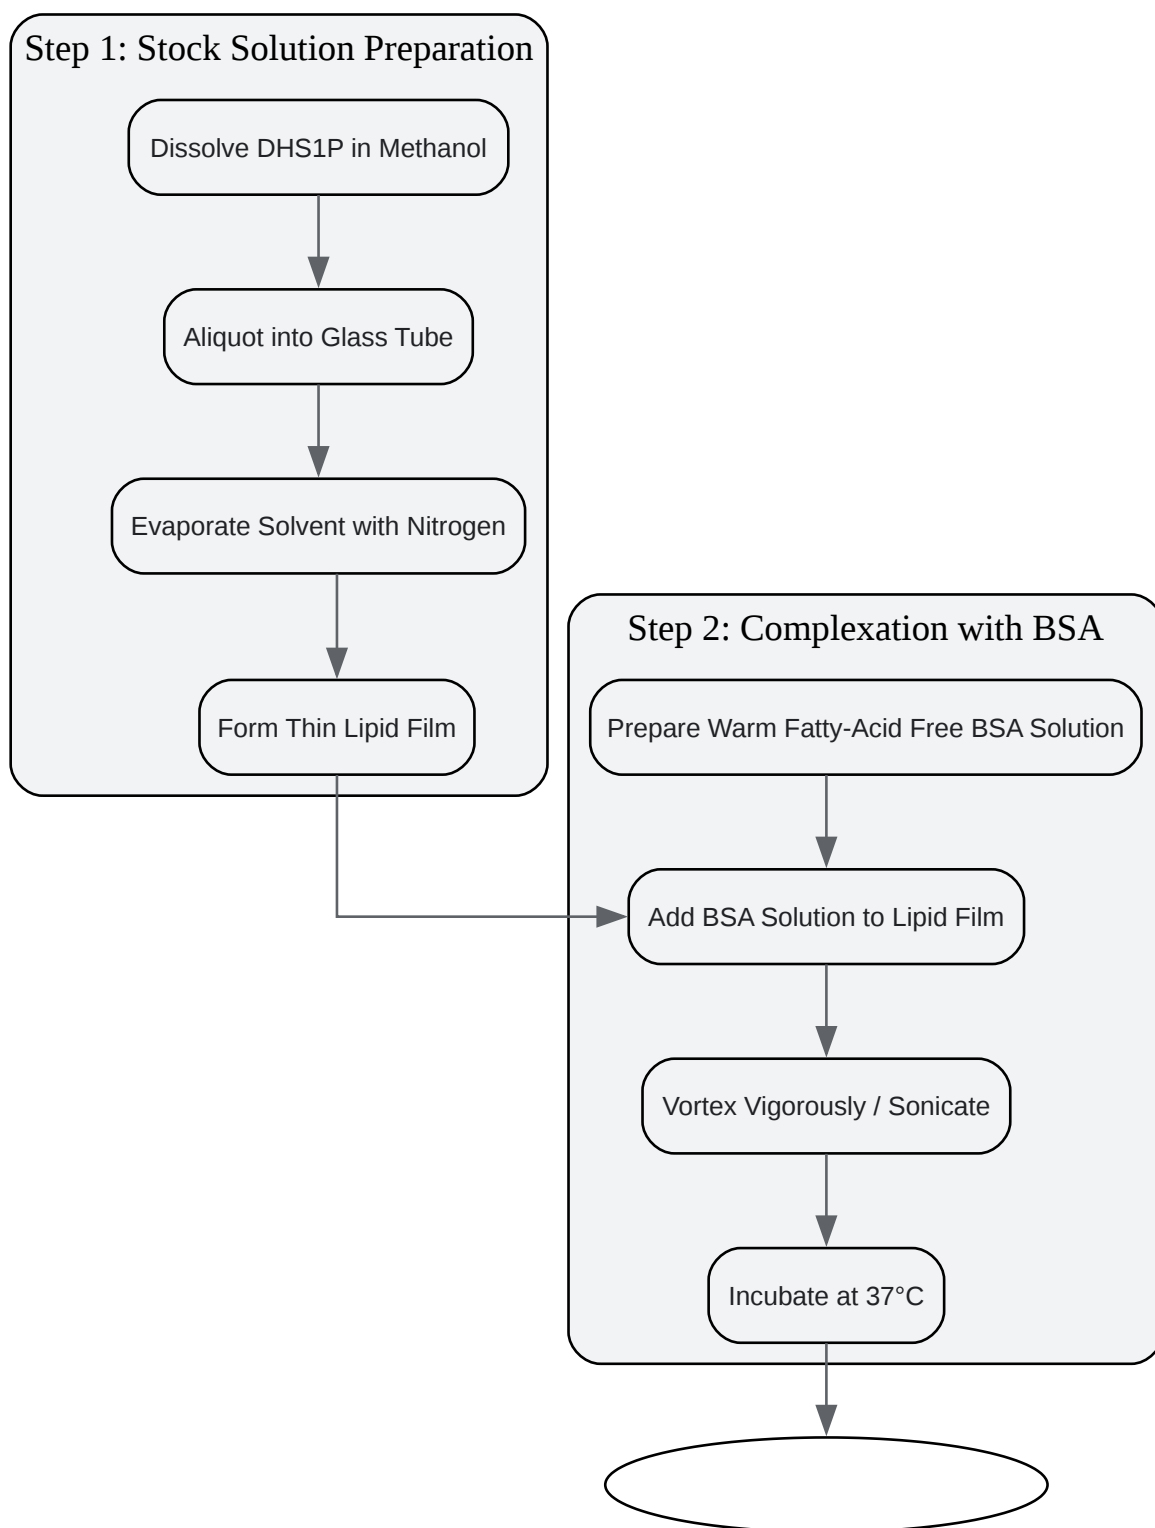 Step 1: Stock Solution Preparation
Dissolve DHS1P in Methanol
Aliquot into Glass Tube
Evaporate Solvent with Nitrogen
Form Thin Lipid Film
Step 2: Complexation with BSA
Prepare Warm Fatty-Acid Free BSA Solution
Add BSA Solution to Lipid Film
Vortex Vigorously / Sonicate
Incubate at 37°C